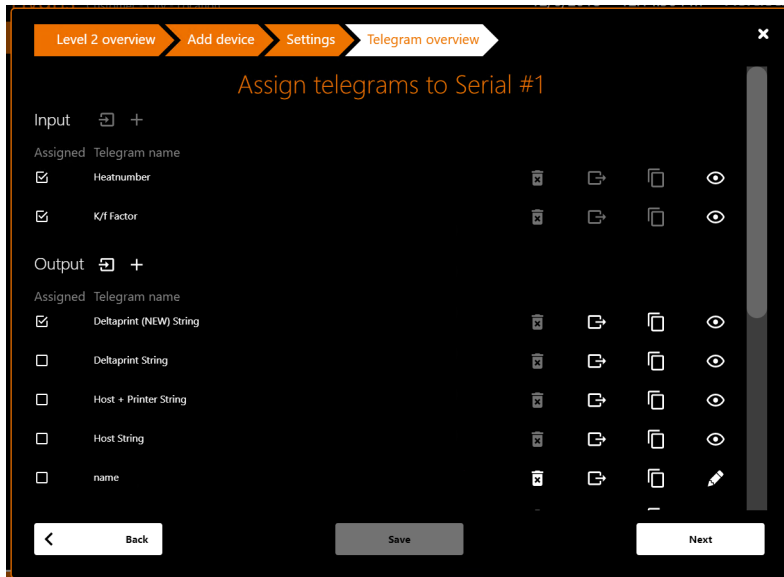 Level 2 overview Add device Settings Telegram overview
Assign telegrams to Serial #1
Input
Assigned Telegram name
Heatnumber
K/f Factor
Output
Assigned Telegram name
Deltaprint (NEW) String
Deltaprint String
Host + Printer String
Host String
name
Back Save Next